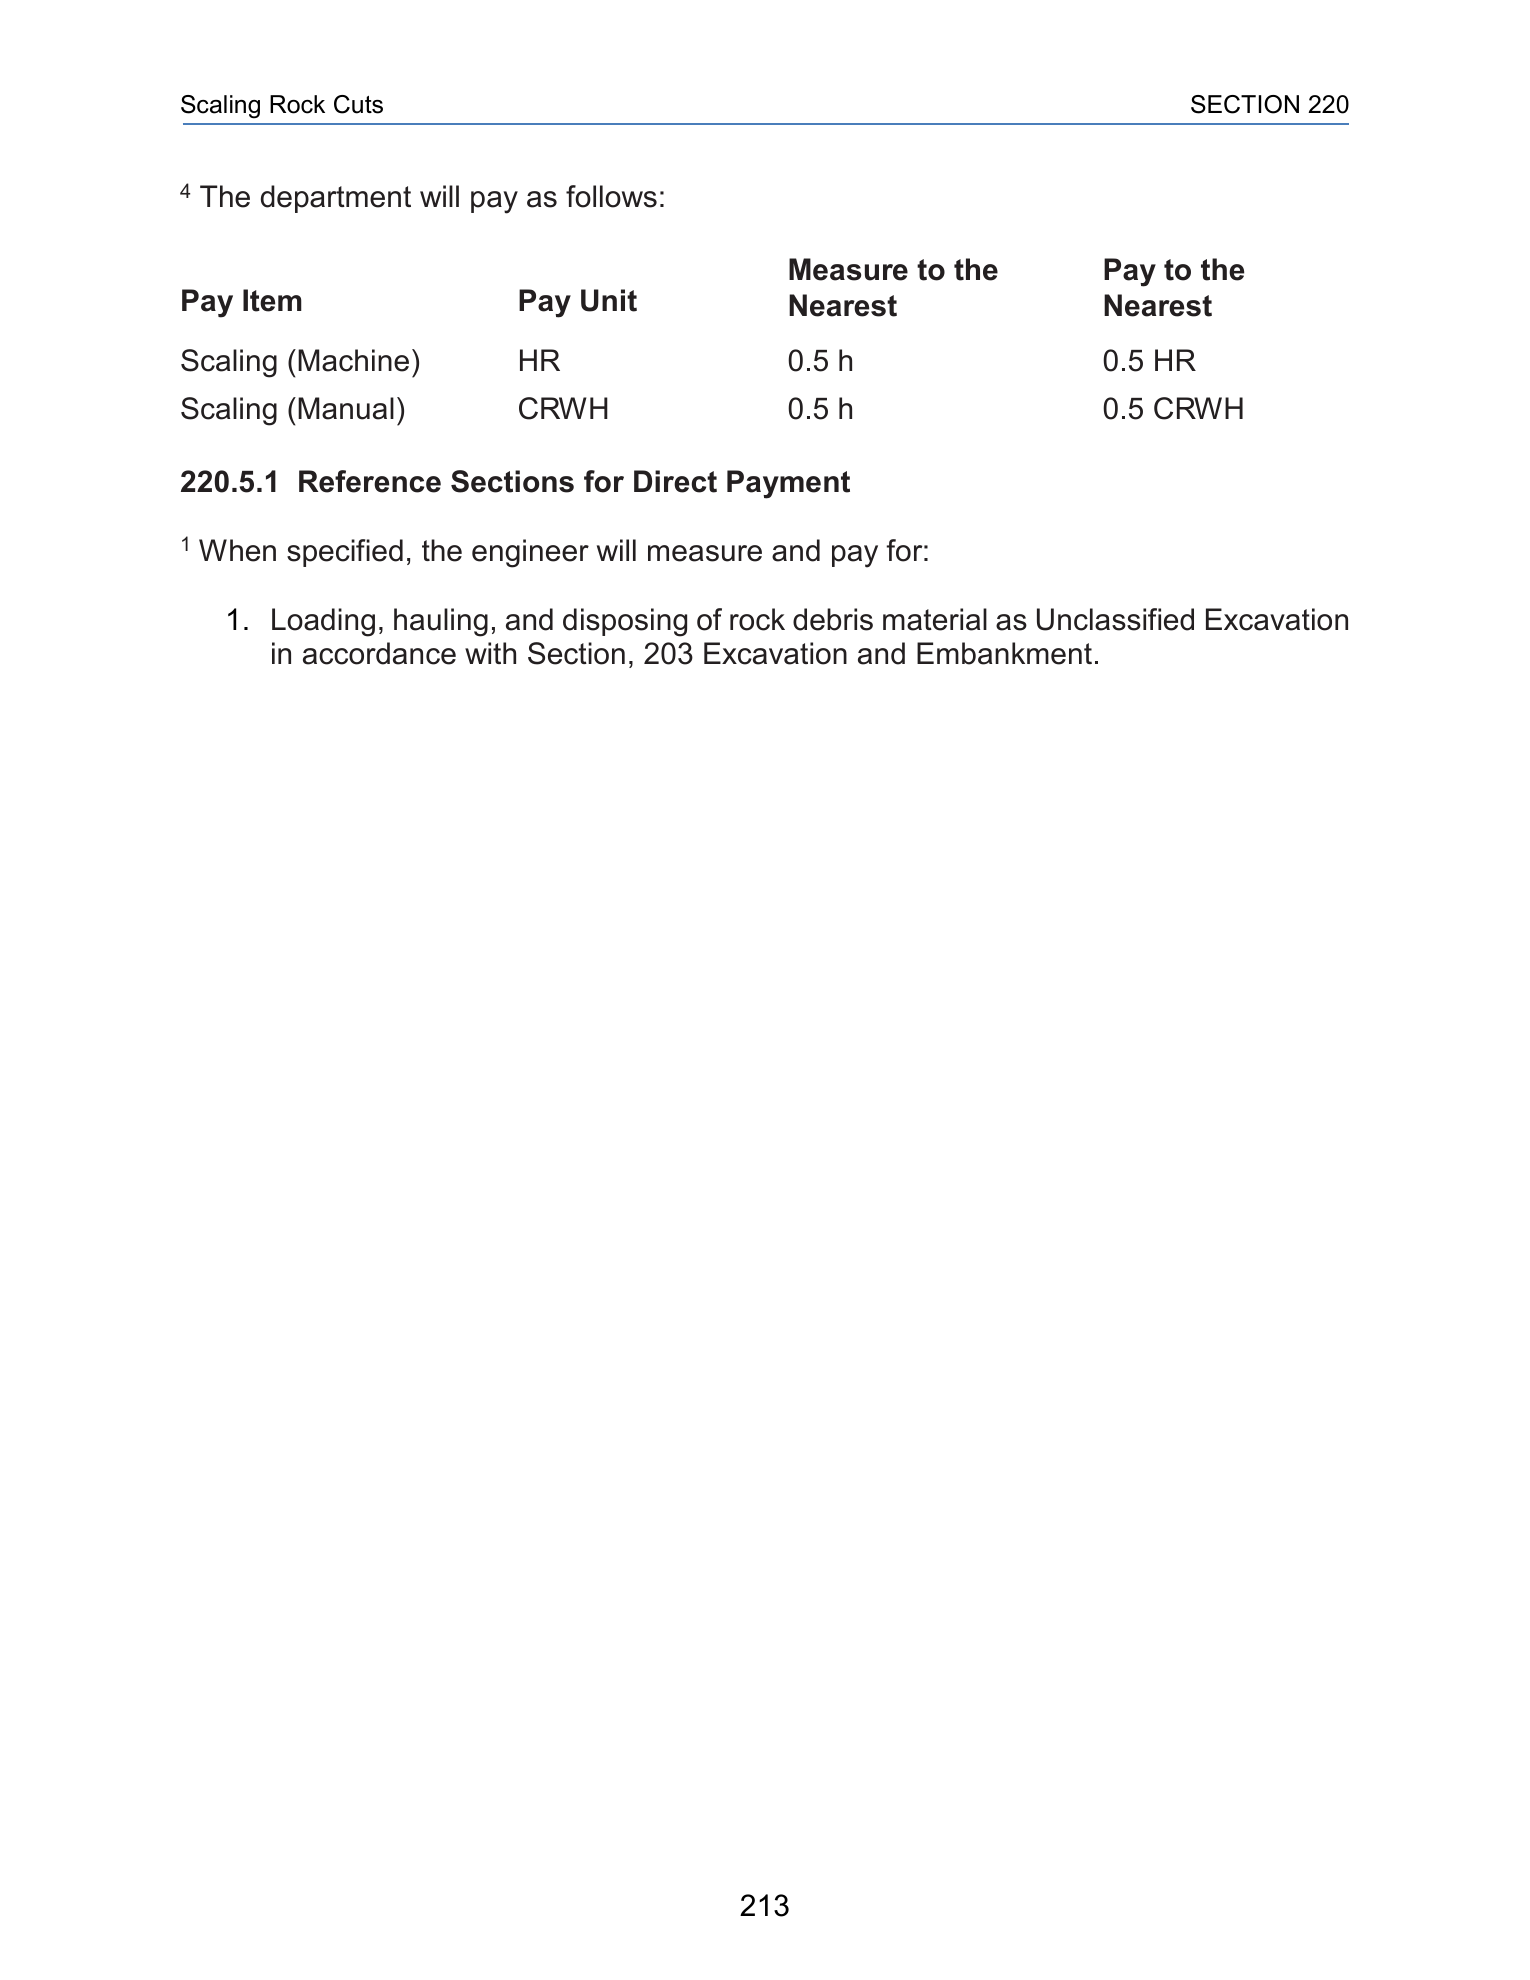 Scaling Rock Cuts SECTION 220
4 The department will pay as follows:
Pay Item Pay Unit Measure to the Nearest Pay to the Nearest
Scaling (Machine) HR 0.5 h 0.5 HR
Scaling (Manual) CRWH 0.5 h 0.5 CRWH
220.5.1 Reference Sections for Direct Payment
1 When specified, the engineer will measure and pay for:
1. Loading, hauling, and disposing of rock debris material as Unclassified Excavation
in accordance with Section, 203 Excavation and Embankment.
213